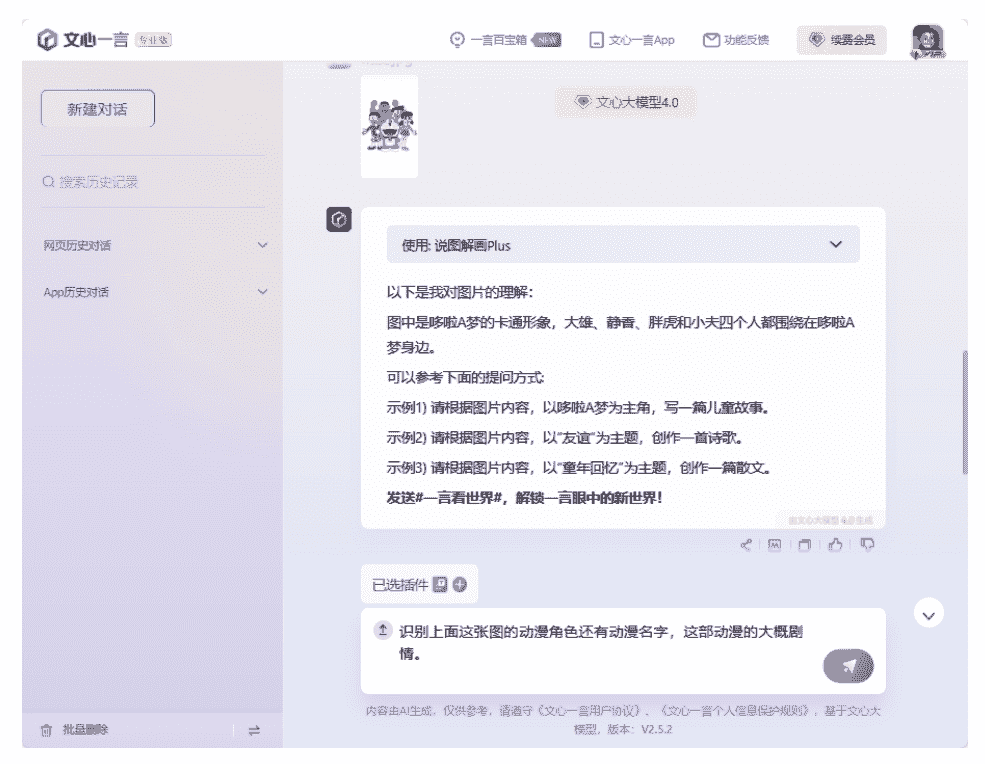 文心一言 专业版
一言百宝箱 NEW
文心一言App
功能反馈
续费会员
新建对话
文心大模型4.0
搜索历史记录
网页历史对话
App历史对话
使用: 说图解画Plus
以下是我对图片的理解：
图中是哆啦A梦的卡通形象，大雄、静香、胖虎和小夫四个人都围绕在哆啦A
梦身边。
可以参考下面的提问方式:
示例1) 请根据图片内容，以哆啦A梦为主角，写一篇儿童故事。
示例2) 请根据图片内容，以"友谊"为主题，创作一首诗歌。
示例3) 请根据图片内容，以"童年回忆"为主题，创作一篇散文。
发送#一言看世界#，解锁一言眼中的新世界！
由文心大模型 4.0 生成
已选插件
识别上面这张图的动漫角色还有动漫名字，这部动漫的大概剧
情。
内容由AI生成，仅供参考，请遵守《文心一言用户协议》、《文心一言个人信息保护规则》，基于文心大
模型，版本：V2.5.2
批量删除